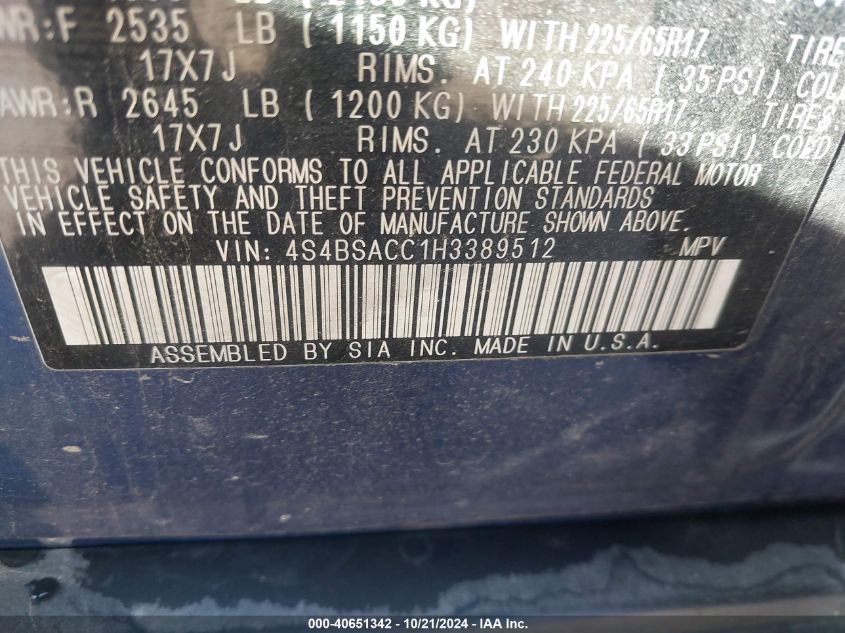 WR:F 2535 LB ( 1150 KG) WITH 225/65R17 TIRE
17X7J RIMS. AT 240 KPA ( 35 PSI) COLD
AWR:R 2645 LB ( 1200 KG) WITH 225/65R17 TIRES
17X7J RIMS. AT 230 KPA ( 33 PSI) COLD
THIS VEHICLE CONFORMS TO ALL APPLICABLE FEDERAL MOTOR
VEHICLE SAFETY AND THEFT PREVENTION STANDARDS
IN EFFECT ON THE DATE OF MANUFACTURE SHOWN ABOVE.
VIN: 4S4BSACC1H3389512 MPV
ASSEMBLED BY SIA INC. MADE IN U.S.A.
000-40651342 - 10/21/2024 - IAA Inc.